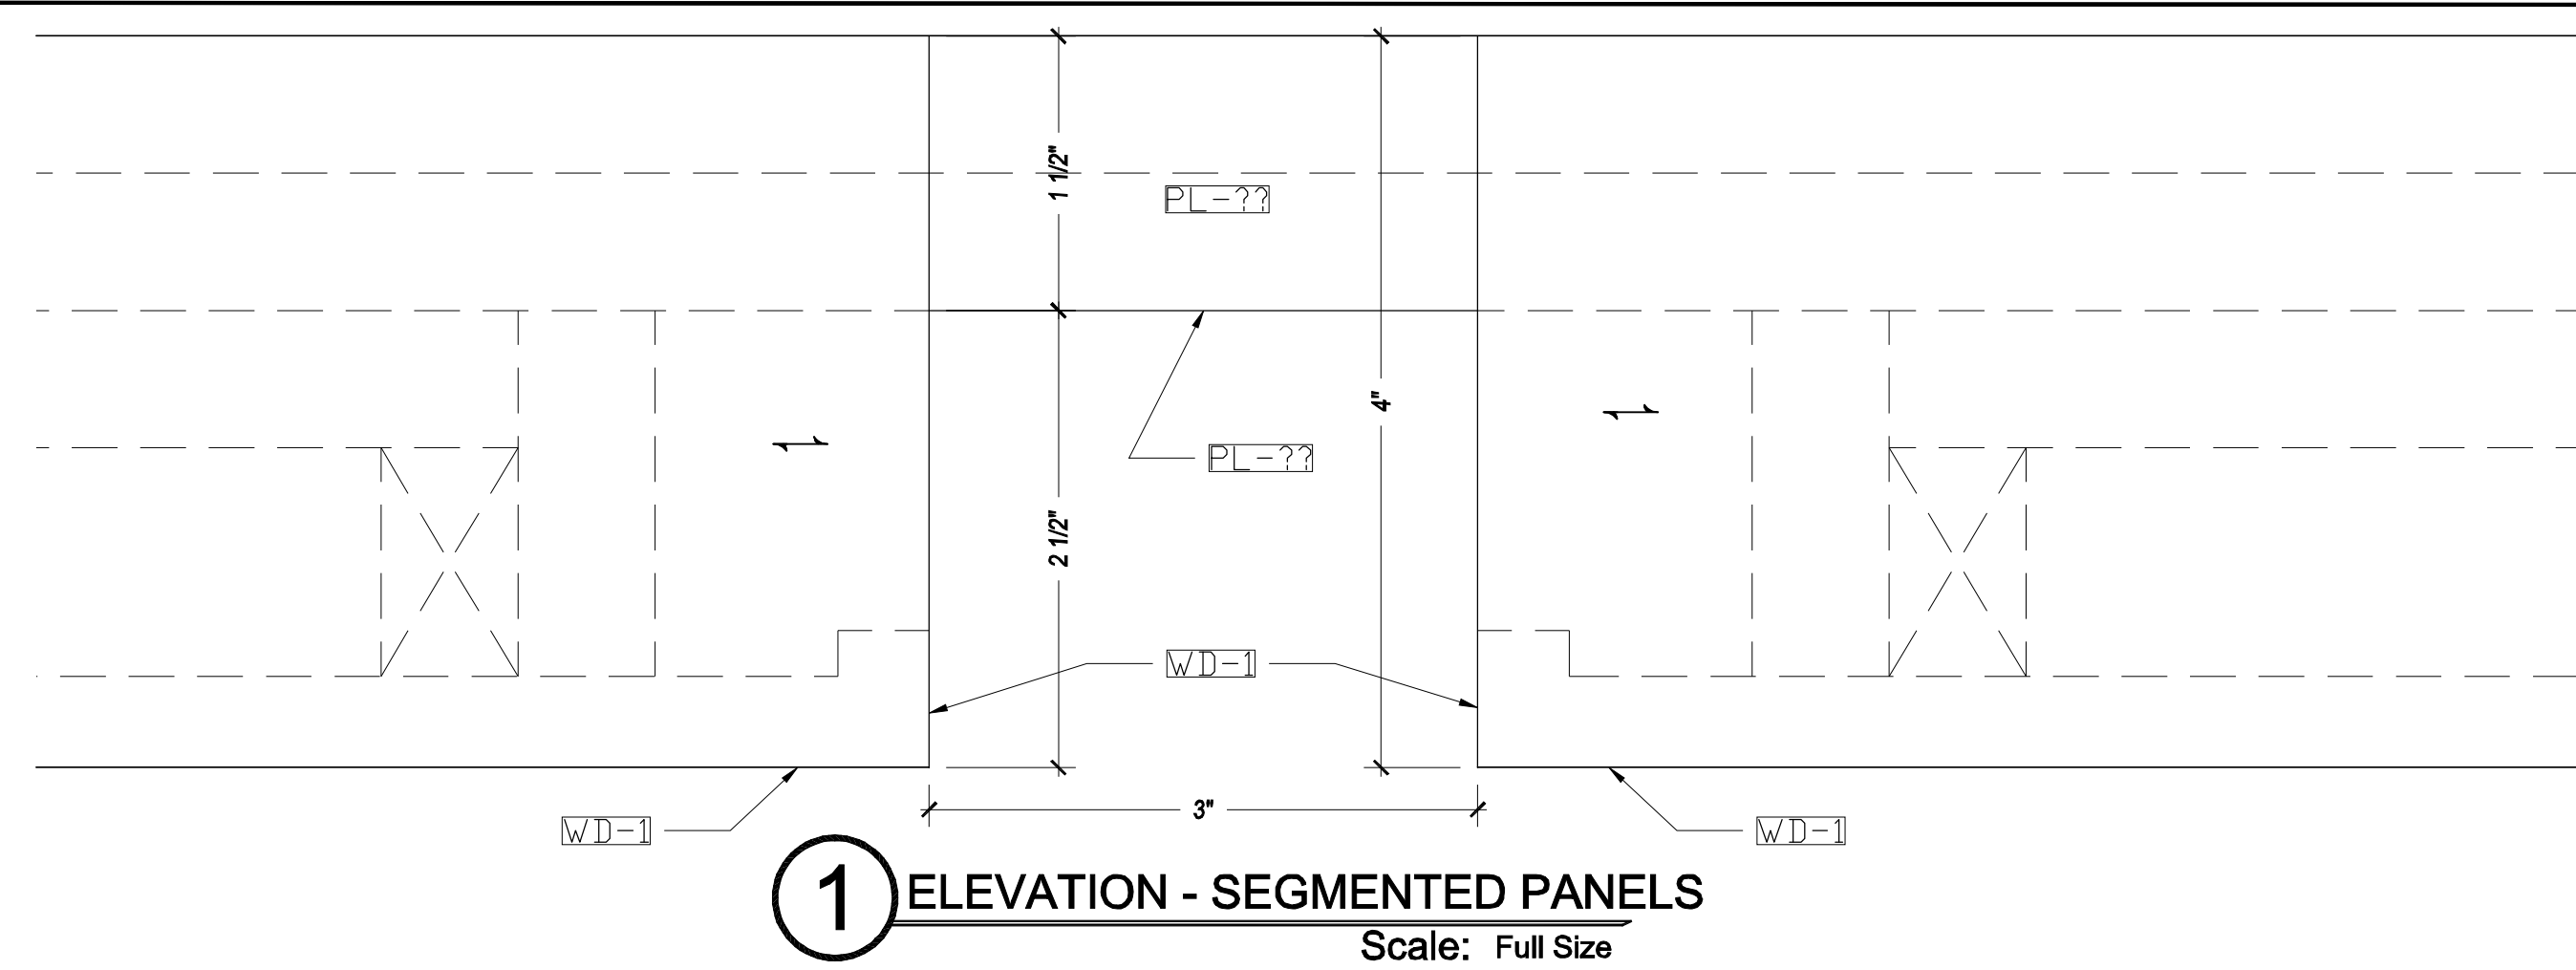 1 1/2"
PL-??
4"
PL-??
2 1/2"
WD-1
3"
WD-1
WD-1
1
ELEVATION - SEGMENTED PANELS
Scale: Full Size